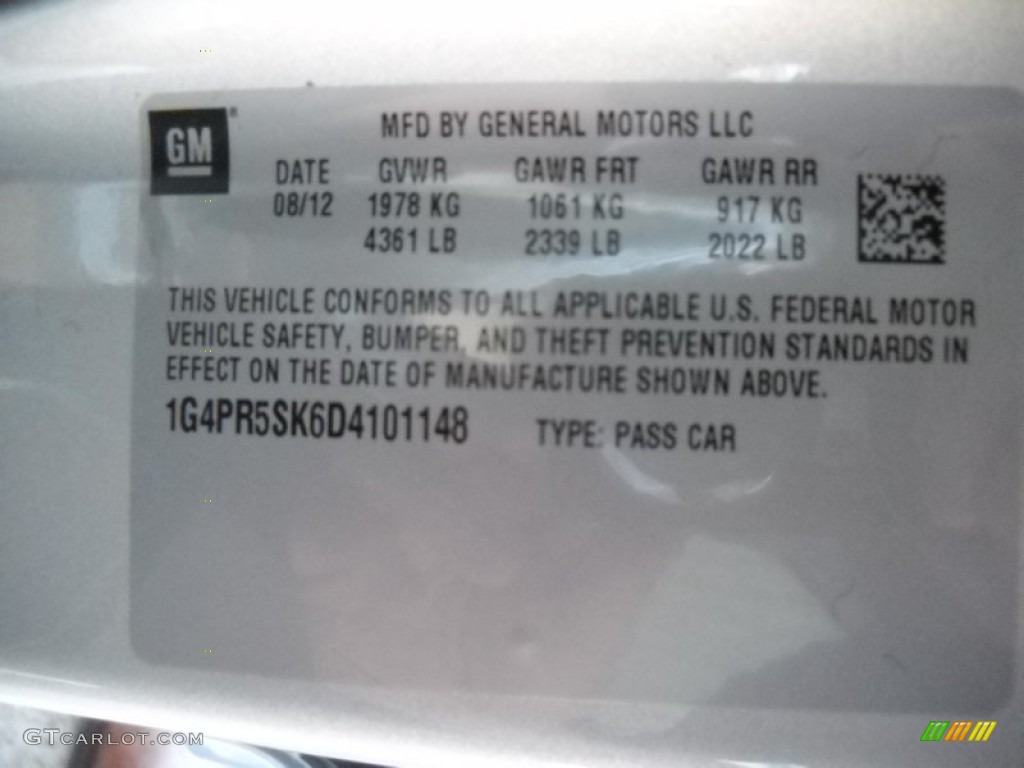 GM
MFD BY GENERAL MOTORS LLC
DATE GVWR GAWR FRT GAWR RR
08/12 1978 KG 1061 KG 917 KG
4361 LB 2339 LB 2022 LB
THIS VEHICLE CONFORMS TO ALL APPLICABLE U.S. FEDERAL MOTOR
VEHICLE SAFETY, BUMPER, AND THEFT PREVENTION STANDARDS IN
EFFECT ON THE DATE OF MANUFACTURE SHOWN ABOVE.
1G4PR5SK6D4101148 TYPE: PASS CAR
GTCARLOT.COM